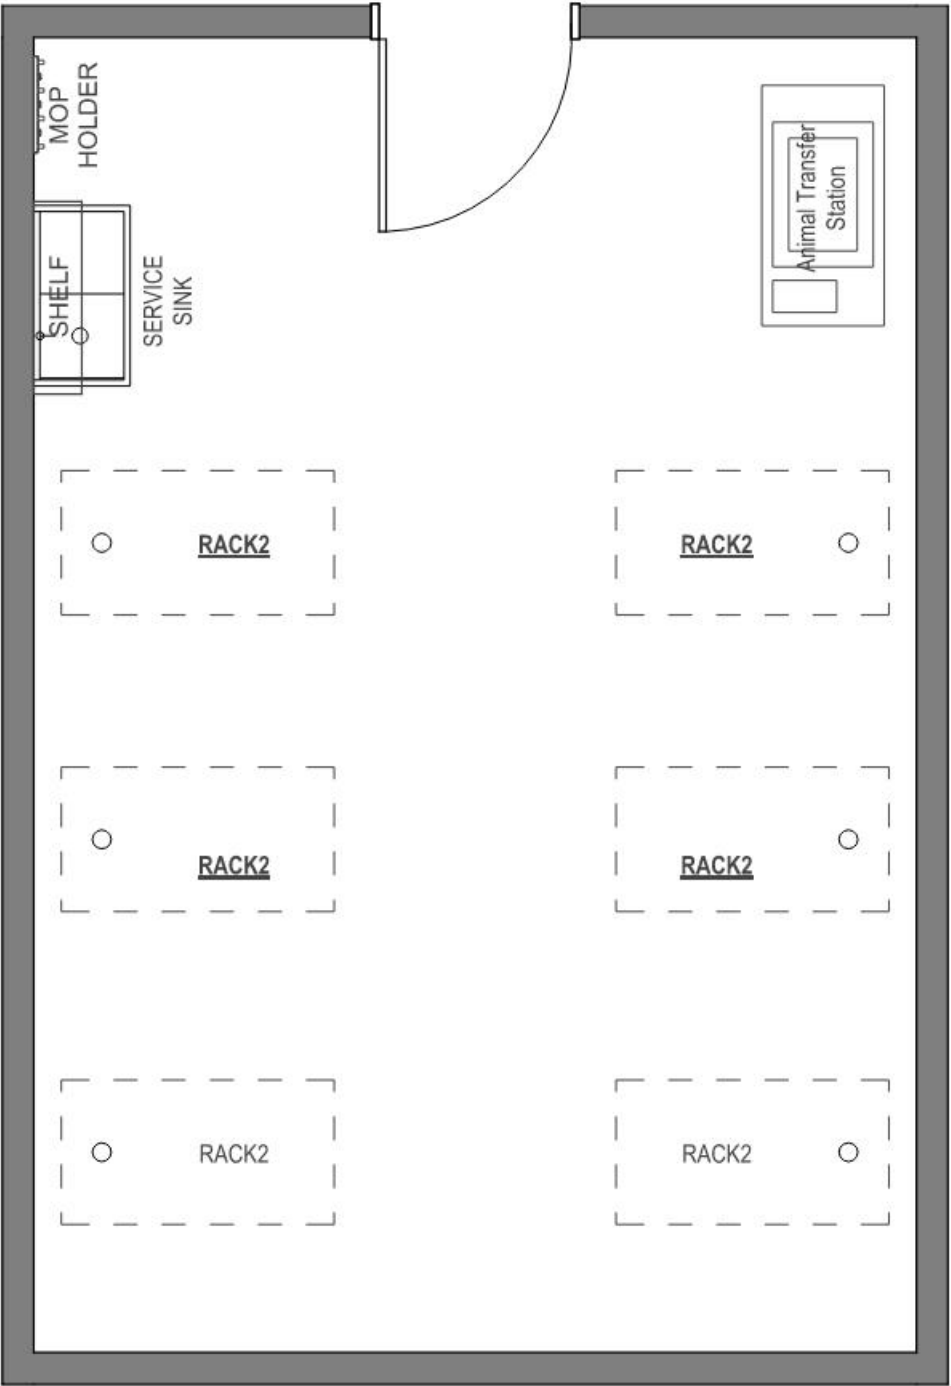 MOP
HOLDER
Animal Transfer
Station
SHELF
SERVICE
SINK
RACK2
RACK2
RACK2
RACK2
RACK2
RACK2